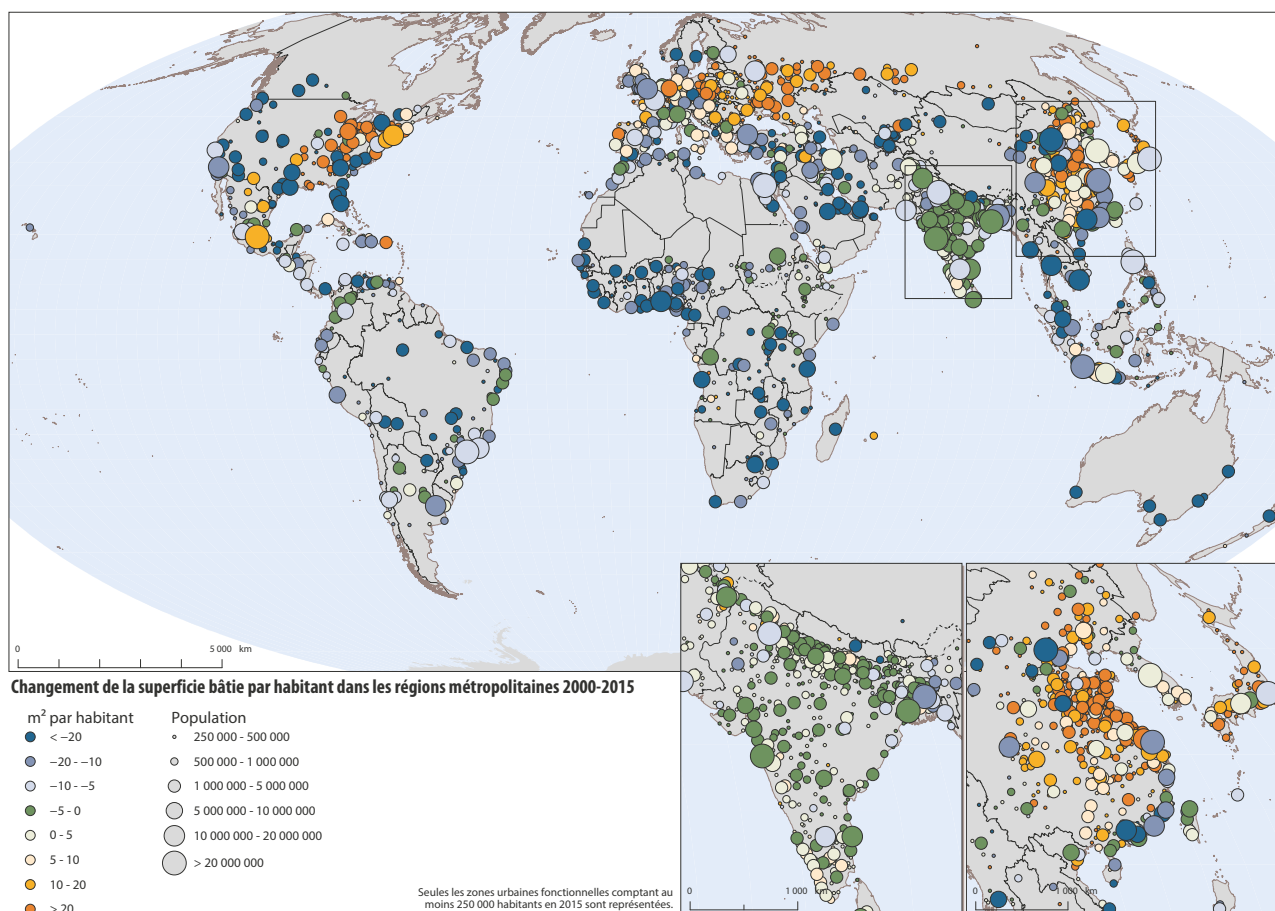 0 5 000 km
Changement de la superficie bâtie par habitant dans les régions métropolitaines 2000-2015
m² par habitant
< −20
−20 - −10
−10 - −5
−5 - 0
0 - 5
5 - 10
10 - 20
> 20
Population
250 000 - 500 000
500 000 - 1 000 000
1 000 000 - 5 000 000
5 000 000 - 10 000 000
10 000 000 - 20 000 000
> 20 000 000
Seules les zones urbaines fonctionnelles comptant au
moins 250 000 habitants en 2015 sont représentées.
0 1 000 km
0 1 000 km